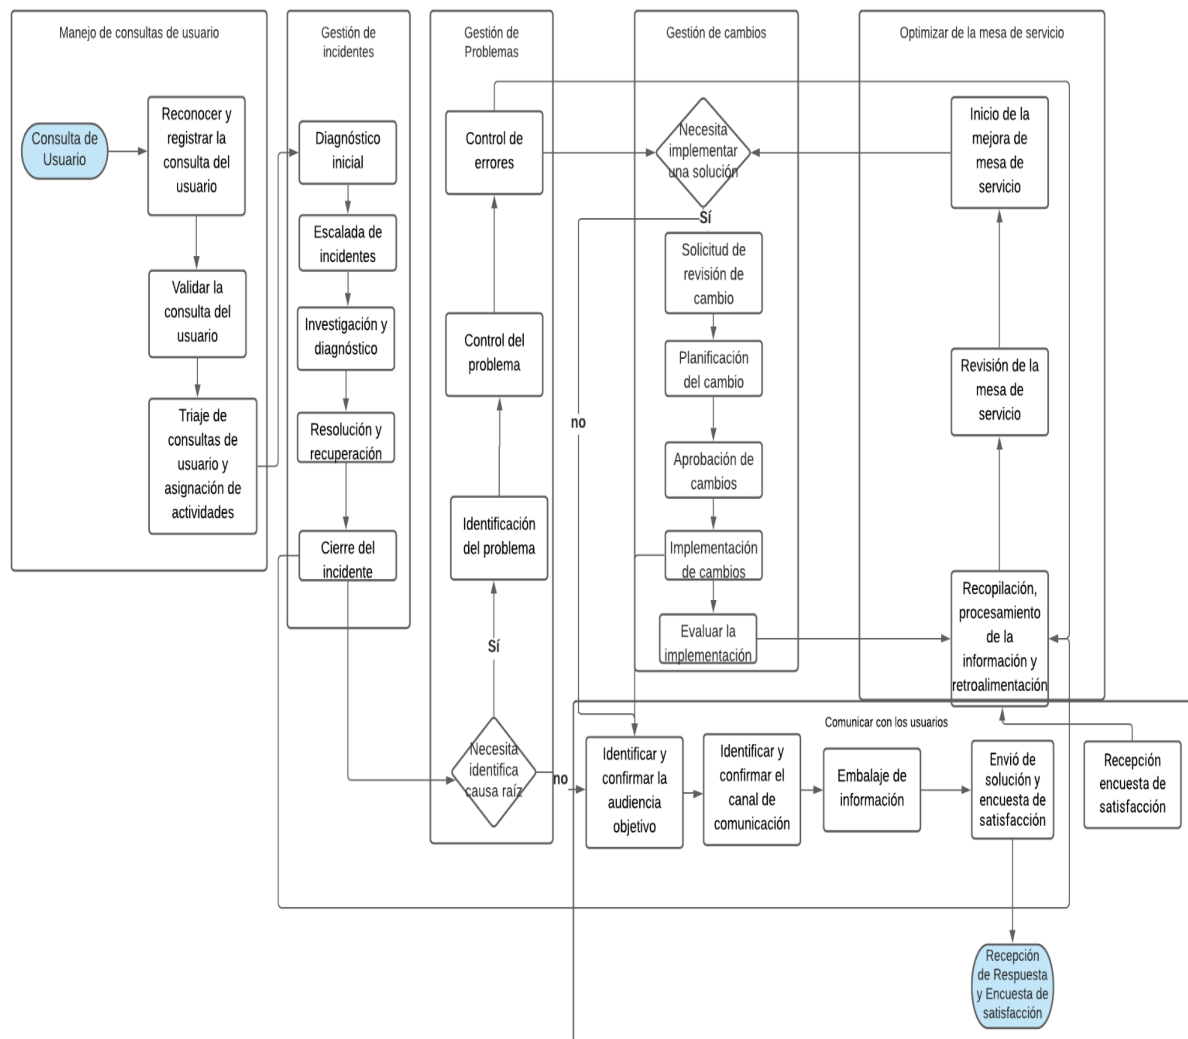 Manejo de consultas de usuario
Consulta de
Usuario
Reconocer y
registrar la
consulta del
usuario
Validar la
consulta del
usuario
Triaje de
consultas de
usuario y
asignación de
actividades
Gestión de
incidentes
Diagnóstico
inicial
Escalada de
incidentes
Investigación y
diagnóstico
Resolución y
recuperación
Cierre del
incidente
Gestión de
Problemas
Control de
errores
Control del
problema
Identificación
del problema
Sí
Necesita
identifica
causa raíz
no
Gestión de cambios
Necesita
implementar
una solución
Sí
no
Solicitud de
revisión de
cambio
Planificación
del cambio
Aprobación de
cambios
Implementación
de cambios
Evaluar la
implementación
Optimizar de la mesa de servicio
Inicio de la
mejora de
mesa de
servicio
Revisión de la
mesa de
servicio
Recopilación,
procesamiento
de la
información y
retroalimentación
Comunicar con los usuarios
Identificar y
confirmar la
audiencia
objetivo
Identificar y
confirmar el
canal de
comunicación
Embalaje de
información
Envió de
solución y
encuesta de
satisfacción
Recepción
encuesta de
satisfacción
Recepción
de Respuesta
y Encuesta de
satisfacción